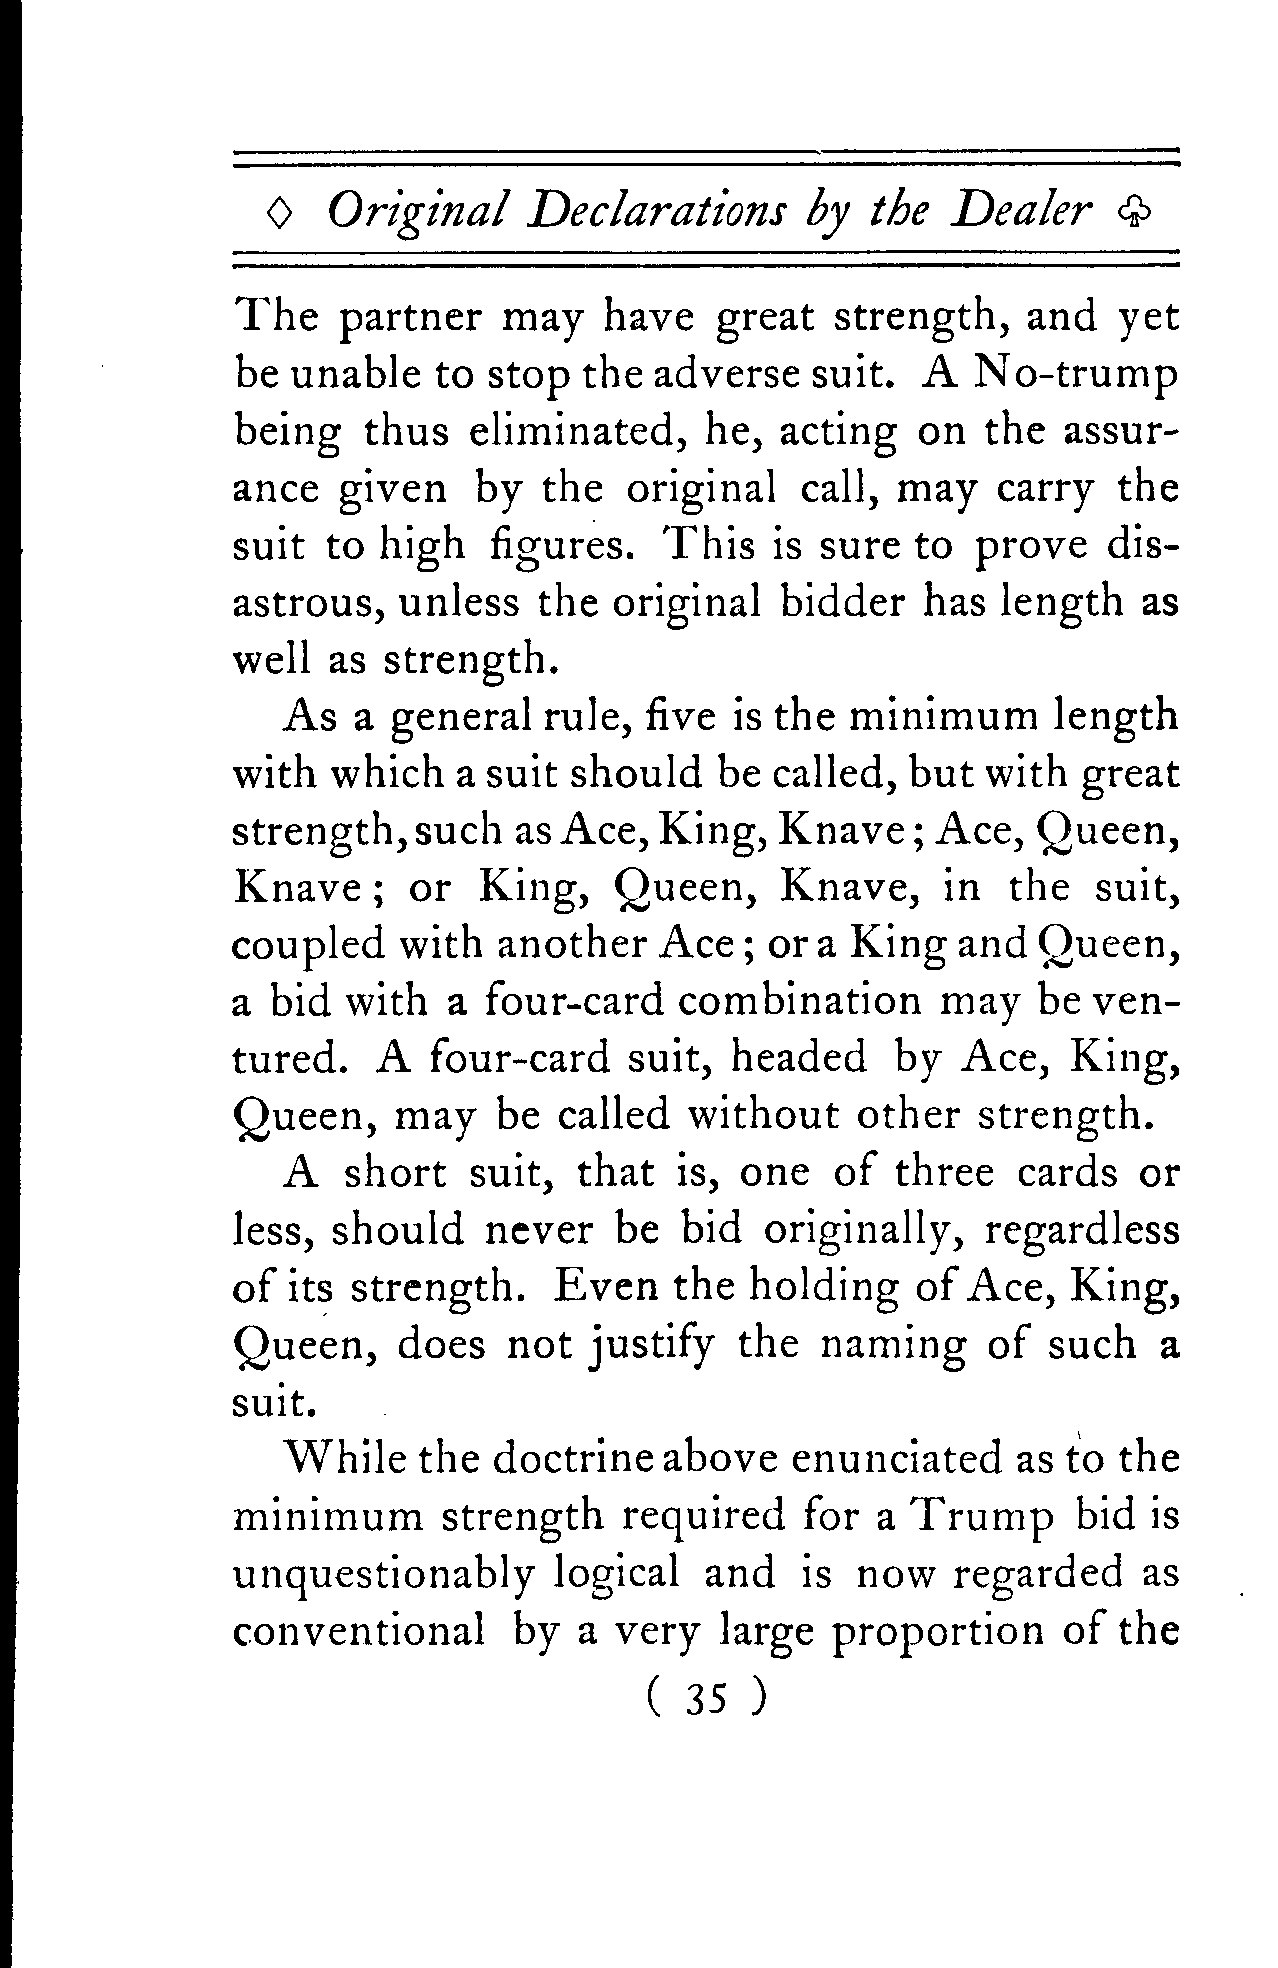 ◊ Original Declarations by the Dealer ♧
The partner may have great strength, and yet
be unable to stop the adverse suit. A No-trump
being thus eliminated, he, acting on the assur-
ance given by the original call, may carry the
suit to high figures. This is sure to prove dis-
astrous, unless the original bidder has length as
well as strength.
As a general rule, five is the minimum length
with which a suit should be called, but with great
strength, such as Ace, King, Knave; Ace, Queen,
Knave; or King, Queen, Knave, in the suit,
coupled with another Ace; or a King and Queen,
a bid with a four-card combination may be ven-
tured. A four-card suit, headed by Ace, King,
Queen, may be called without other strength.
A short suit, that is, one of three cards or
less, should never be bid originally, regardless
of its strength. Even the holding of Ace, King,
Queen, does not justify the naming of such a
suit.
While the doctrine above enunciated as to the
minimum strength required for a Trump bid is
unquestionably logical and is now regarded as
conventional by a very large proportion of the
( 35 )